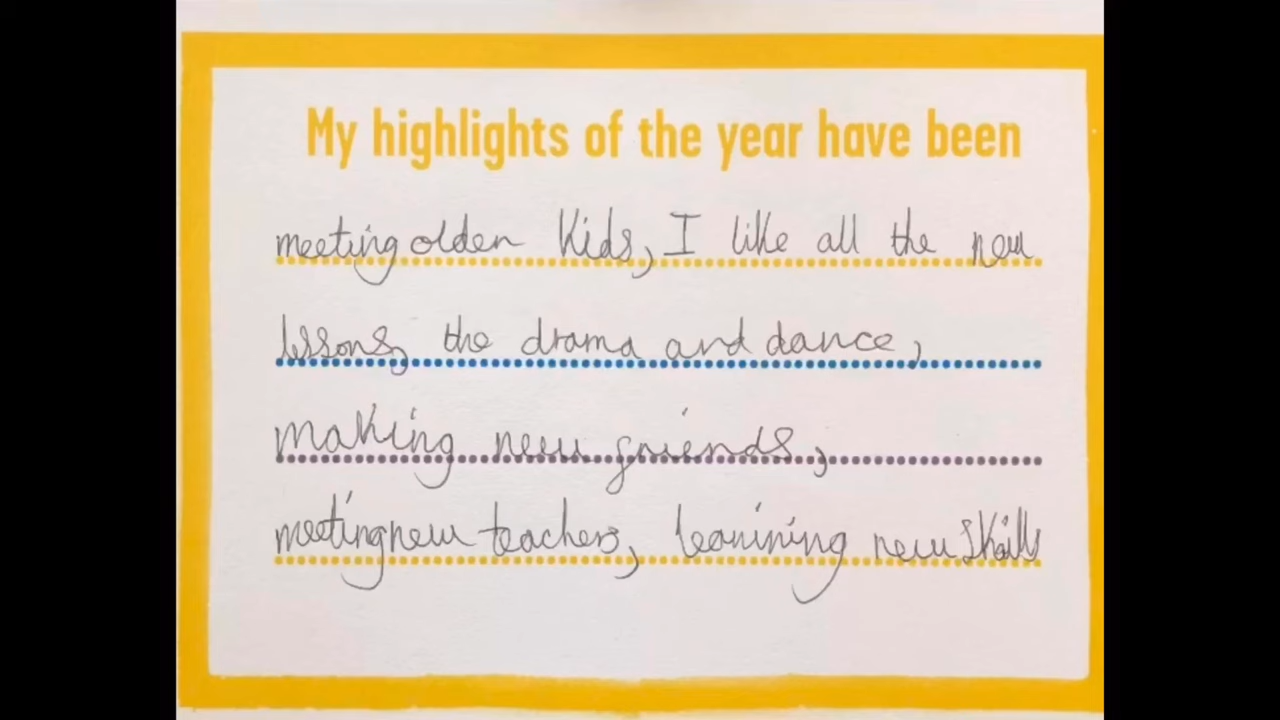 My highlights of the year have been
meeting older Kids, I like all the new
lessons, the drama and dance,
making new friends,
meeting new teachers, learnining new skills